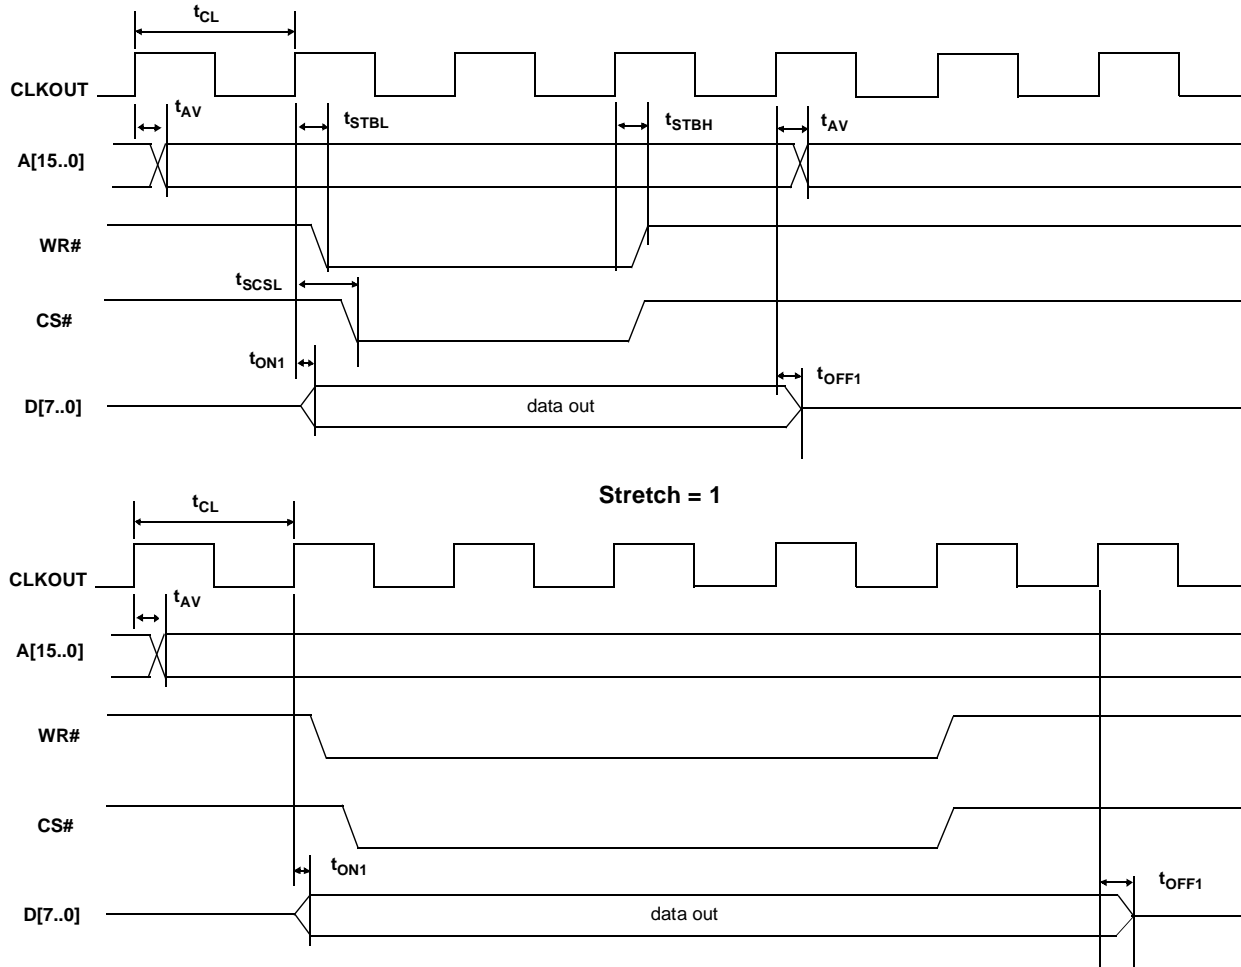 tCL
CLKOUT
tAV
tSTBL
tSTBH
tAV
A[15..0]
WR#
tSCSL
CS#
tON1
tOFF1
D[7..0]
data out
Stretch = 1
tCL
CLKOUT
tAV
A[15..0]
WR#
CS#
tON1
tOFF1
D[7..0]
data out